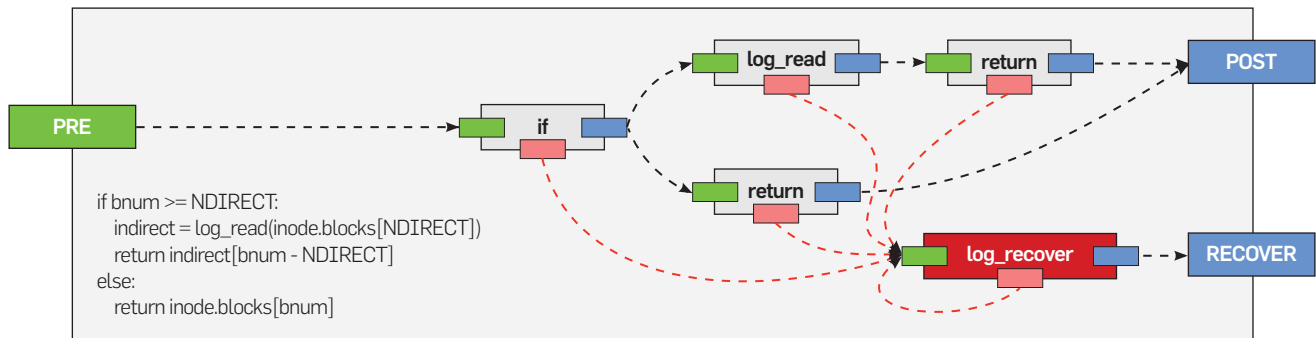 log_read
return
POST
PRE
if
return
if bnum >= NDIRECT:
indirect = log_read(inode.blocks[NDIRECT])
return indirect[bnum - NDIRECT]
else:
return inode.blocks[bnum]
log_recover
RECOVER